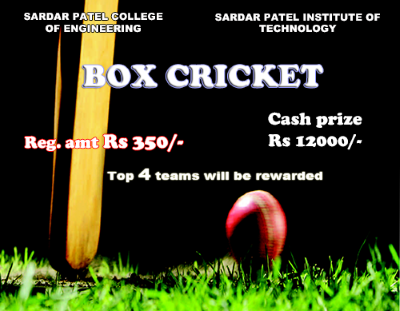 SARDAR PATEL COLLEGE
OF ENGINEERING
SARDAR PATEL INSTITUTE OF
TECHNOLOGY
BOX CRICKET
Cash prize
Reg. amt Rs 350/-
Rs 12000/-
Top 4 teams will be rewarded